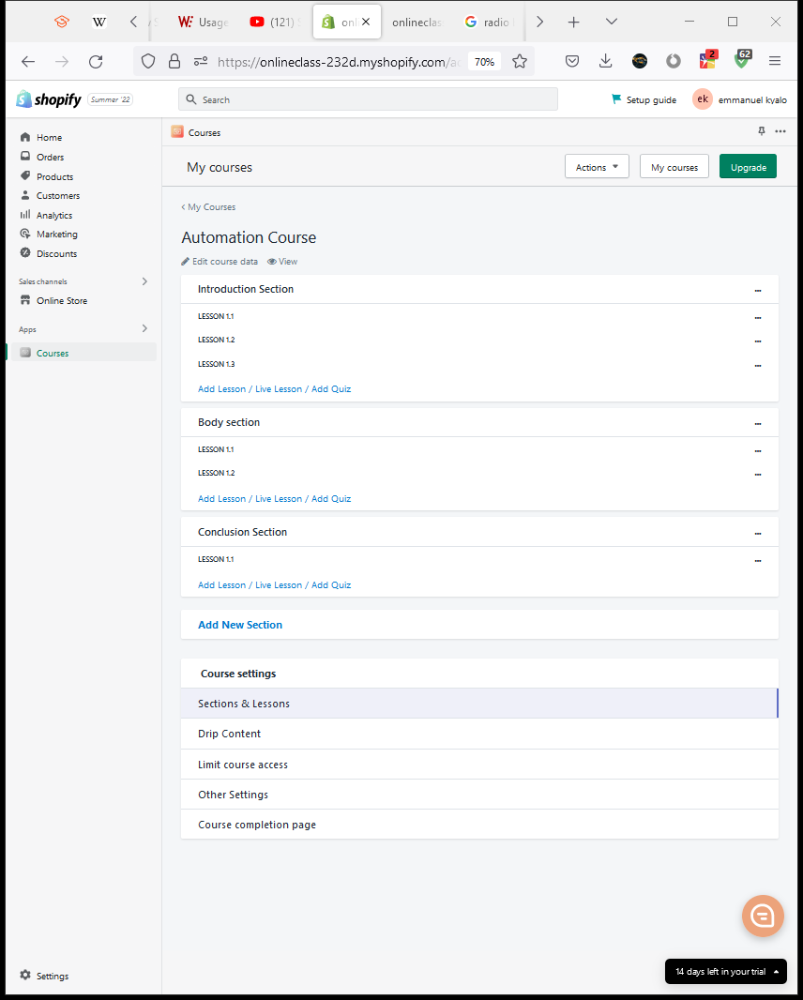 W
W:
Usage
(121)
onl
onlineclas
radio
https://onlineclass-232d.myshopify.com/ad
70%
2
62
shopify
Summer '22
Search
Setup guide
ek
emmanuel kyalo
Home
Orders
Products
Customers
Analytics
Marketing
Discounts
Sales channels
Online Store
Apps
Courses
Settings
Courses
My courses
Actions
My courses
Upgrade
< My Courses
Automation Course
Edit course data
View
Introduction Section
LESSON 1.1
LESSON 1.2
LESSON 1.3
Add Lesson / Live Lesson / Add Quiz
Body section
LESSON 1.1
LESSON 1.2
Add Lesson / Live Lesson / Add Quiz
Conclusion Section
LESSON 1.1
Add Lesson / Live Lesson / Add Quiz
Add New Section
Course settings
Sections & Lessons
Drip Content
Limit course access
Other Settings
Course completion page
14 days left in your trial